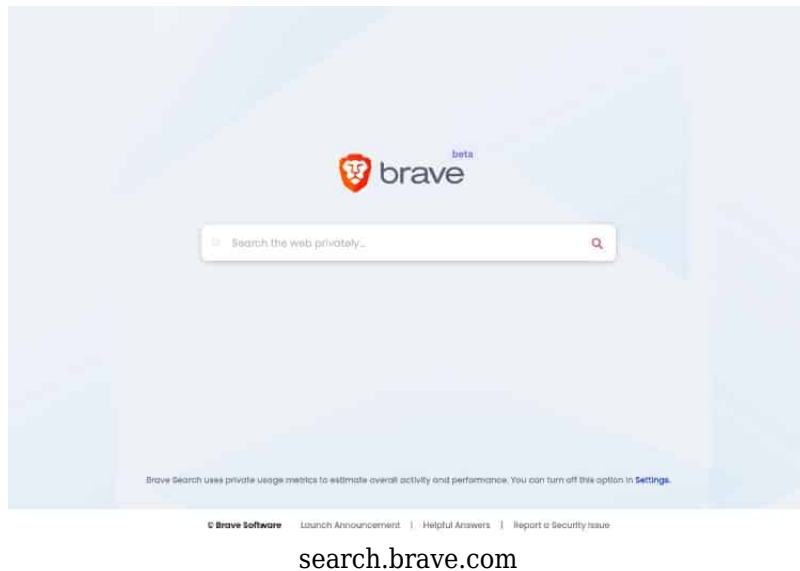 beta
brave
Search the web privately...
Brave Search uses private usage metrics to estimate overall activity and performance. You can turn off this option in Settings.
© Brave Software Launch Announcement | Helpful Answers | Report a Security Issue
search.brave.com